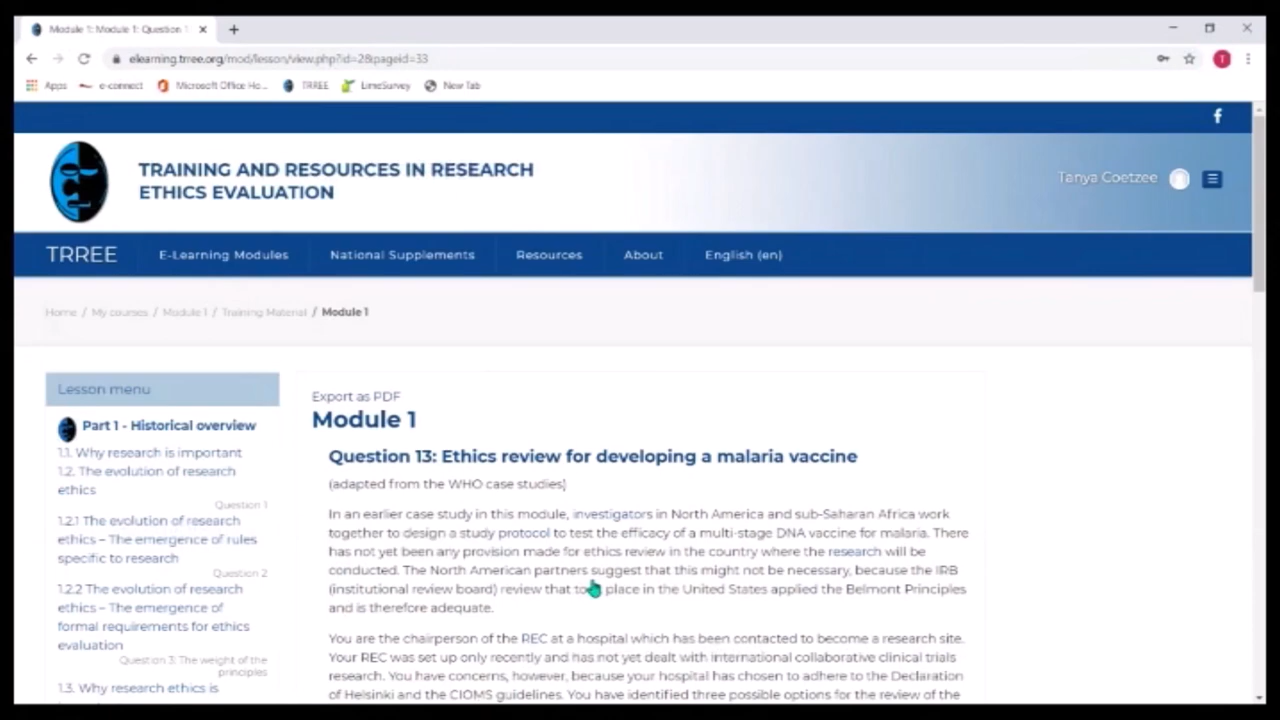 Module 1: Module 1: Question 1
elearning.trree.org/mod/lesson/view.php?id=2&pageid=33
T
Apps e-connect Microsoft Office Ho... TRREE LimeSurvey New Tab
TRAINING AND RESOURCES IN RESEARCH
ETHICS EVALUATION
Tanya Coetzee
TRREE E-Learning Modules National Supplements Resources About English (en)
Home / My courses / Module 1 / Training Material / Module 1
Lesson menu
Part 1 - Historical overview
1.1. Why research is important
1.2. The evolution of research
ethics
Question 1
1.2.1 The evolution of research
ethics – The emergence of rules
specific to research
Question 2
1.2.2 The evolution of research
ethics – The emergence of
formal requirements for ethics
evaluation
Question 3: The weight of the
principles
1.3. Why research ethics is
Export as PDF
Module 1
Question 13: Ethics review for developing a malaria vaccine
(adapted from the WHO case studies)
In an earlier case study in this module, investigators in North America and sub-Saharan Africa work
together to design a study protocol to test the efficacy of a multi-stage DNA vaccine for malaria. There
has not yet been any provision made for ethics review in the country where the research will be
conducted. The North American partners suggest that this might not be necessary, because the IRB
(institutional review board) review that place in the United States applied the Belmont Principles
and is therefore adequate.
You are the chairperson of the REC at a hospital which has been contacted to become a research site.
Your REC was set up only recently and has not yet dealt with international collaborative clinical trials
research. You have concerns, however, because your hospital has chosen to adhere to the Declaration
of Helsinki and the CIOMS guidelines. You have identified three possible options for the review of the